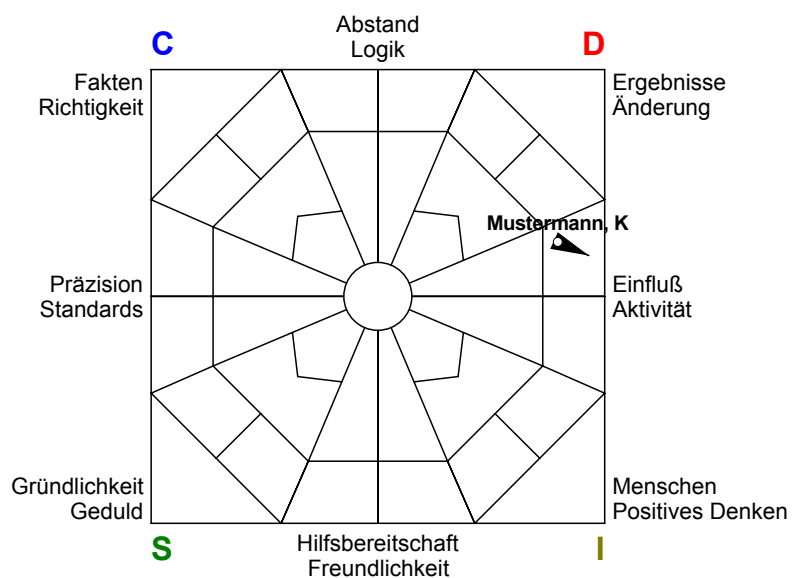 Abstand
Logik
C
D
Fakten
Richtigkeit
Ergebnisse
Änderung
Mustermann, K
Präzision
Standards
Einfluß
Aktivität
Gründlichkeit
Geduld
Menschen
Positives Denken
S
Hilfsbereitschaft
Freundlichkeit
I